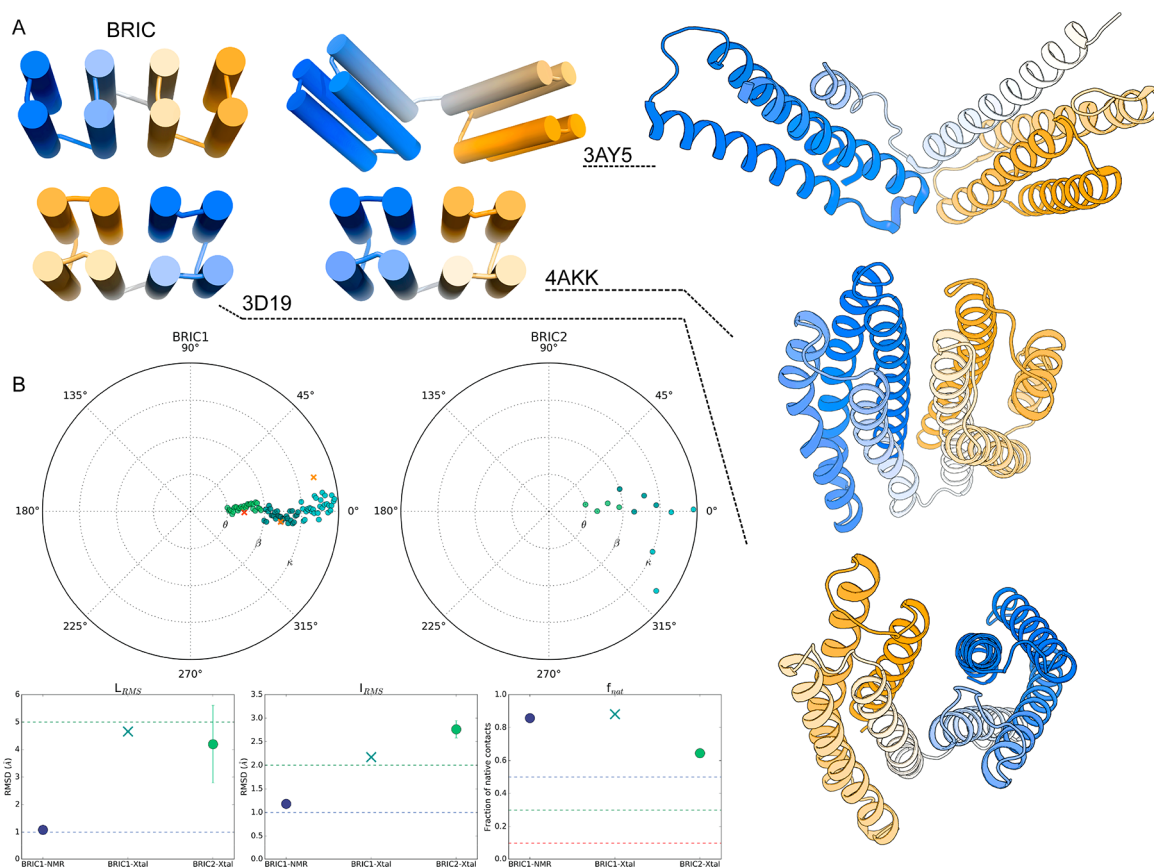 A
BRIC
3AY5
3D19
4AKK
B
BRIC1
90°
135°
45°
180°
0°
θ
β
κ
225°
315°
270°
BRIC2
90°
135°
45°
180°
0°
θ
β
κ
225°
315°
270°
L_RMS
RMSD (Å)
6
5
4
3
2
1
0
BRIC1-NMR BRIC1-Xtal BRIC2-Xtal
I_RMS
RMSD (Å)
3.5
3.0
2.5
2.0
1.5
1.0
0.5
0.0
BRIC1-NMR BRIC1-Xtal BRIC2-Xtal
f_nat
Fraction of native contacts
1.0
0.8
0.6
0.4
0.2
0.0
BRIC1-NMR BRIC1-Xtal BRIC2-Xtal